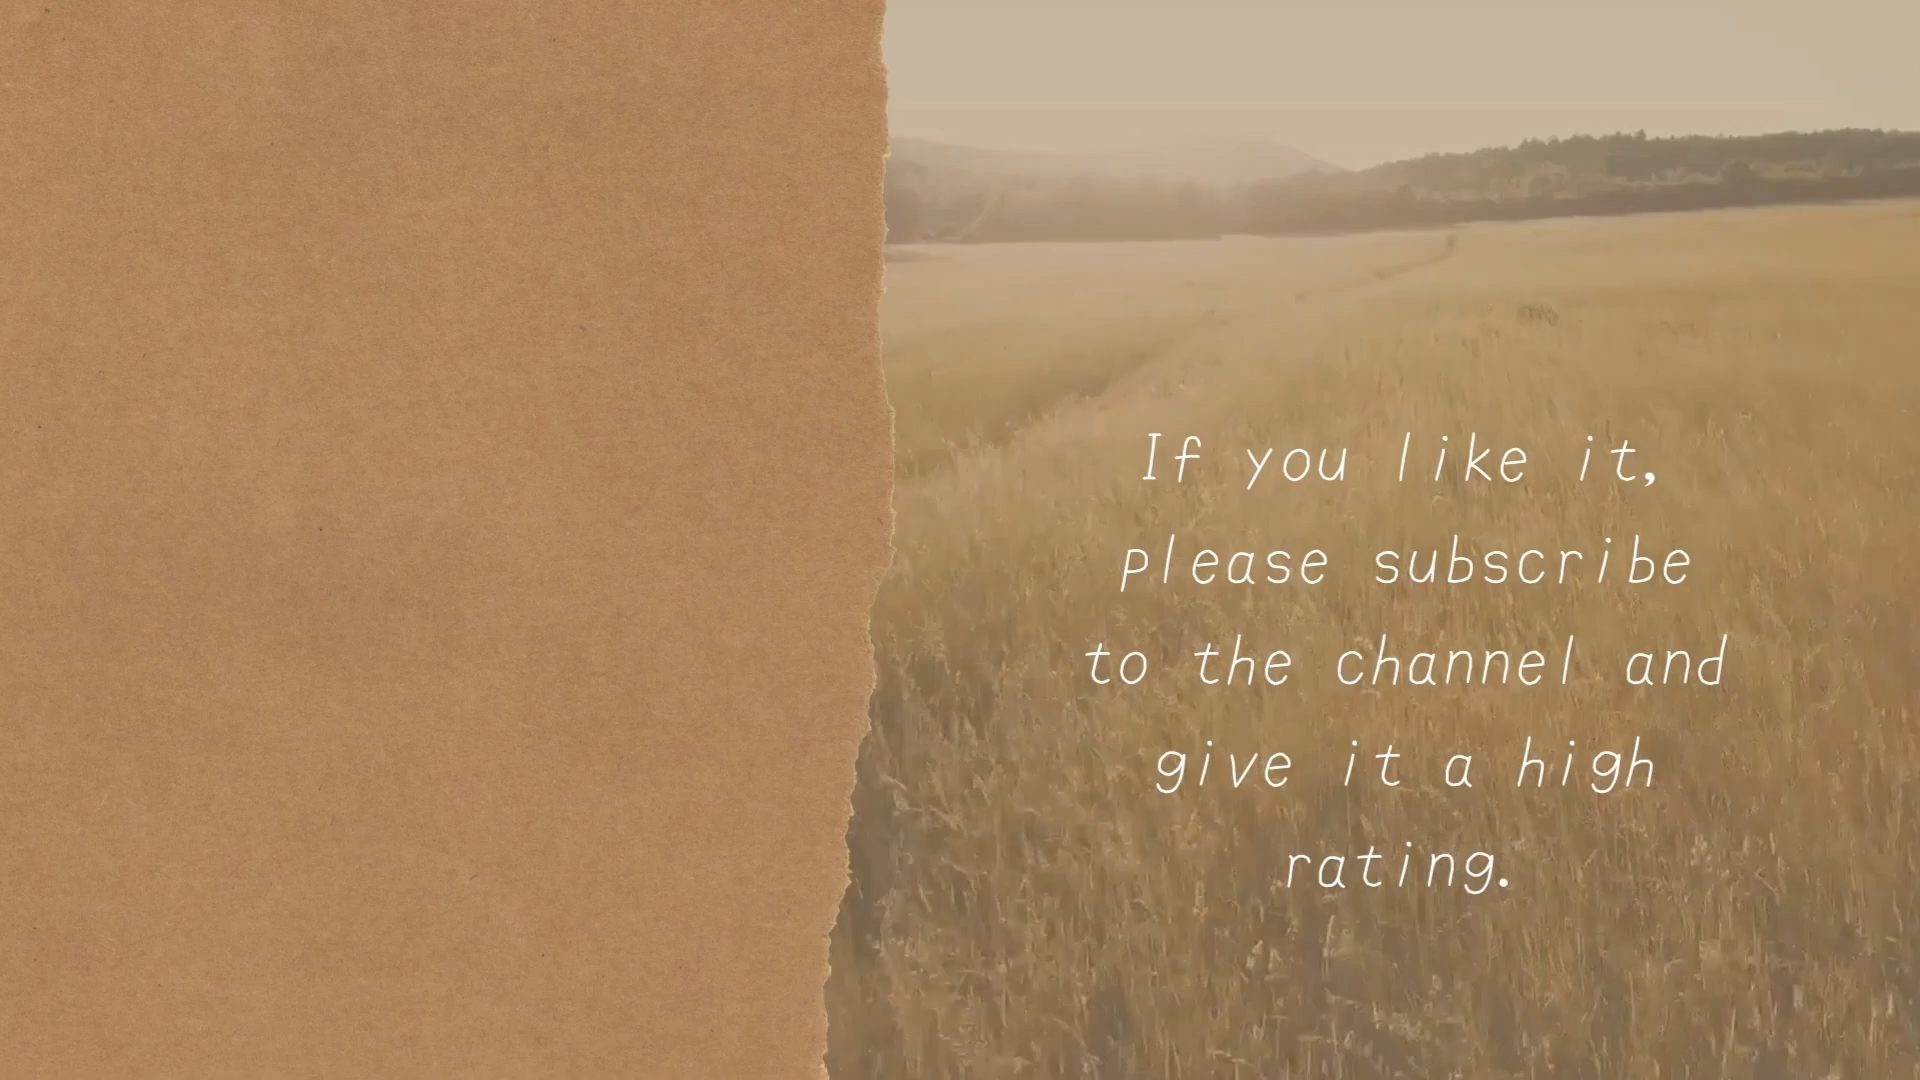 If you like it,
please subscribe
to the channel and
give it a high
rating.